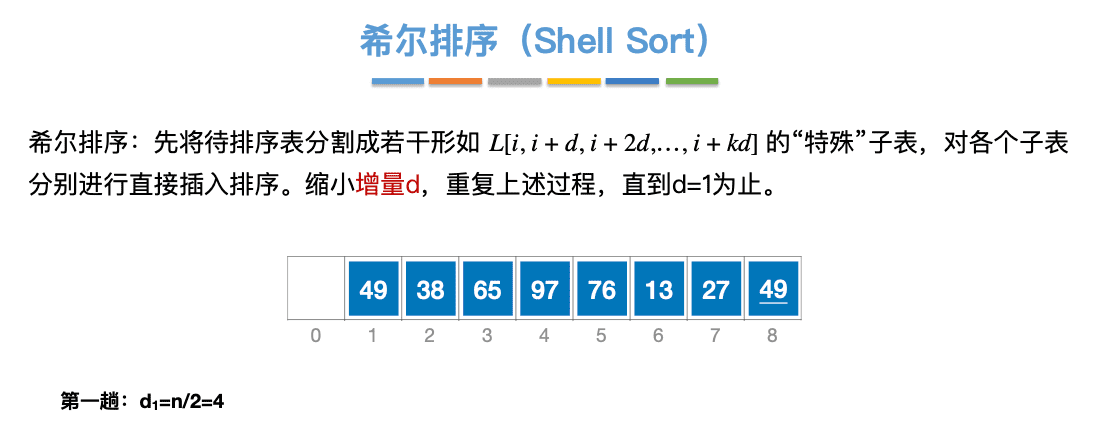 希尔排序（Shell Sort）
希尔排序：先将待排序表分割成若干形如 L[i, i + d, i + 2d,…, i + kd] 的“特殊”子表，对各个子表
分别进行直接插入排序。缩小增量d，重复上述过程，直到d=1为止。
49 38 65 97 76 13 27 49
0 1 2 3 4 5 6 7 8
第一趟：d₁=n/2=4